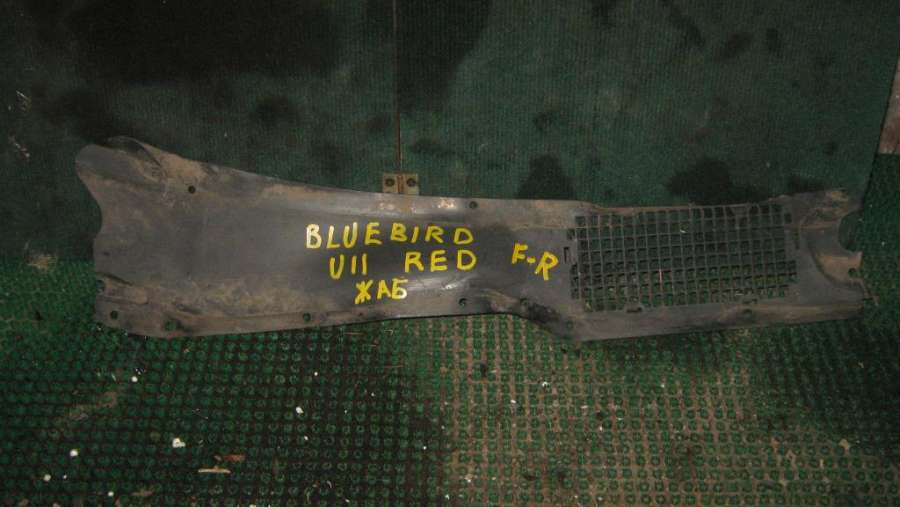 BLUEBIRD
U11 RED F-R
ЖАБ